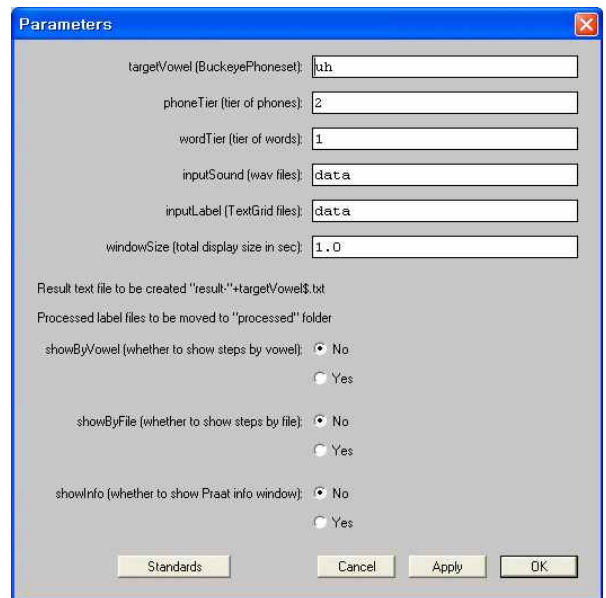 Parameters
targetVowel (BuckeyePhoneset): uh
phoneTier (tier of phones): 2
wordTier (tier of words): 1
inputSound (wav files): data
inputLabel (TextGrid files): data
windowSize (total display size in sec): 1.0
Result text file to be created "result-"+targetVowel$.txt
Processed label files to be moved to "processed" folder
showByVowel (whether to show steps by vowel): No
Yes
showByFile (whether to show steps by file): No
Yes
showInfo (whether to show Praat info window): No
Yes
Standards Cancel Apply OK